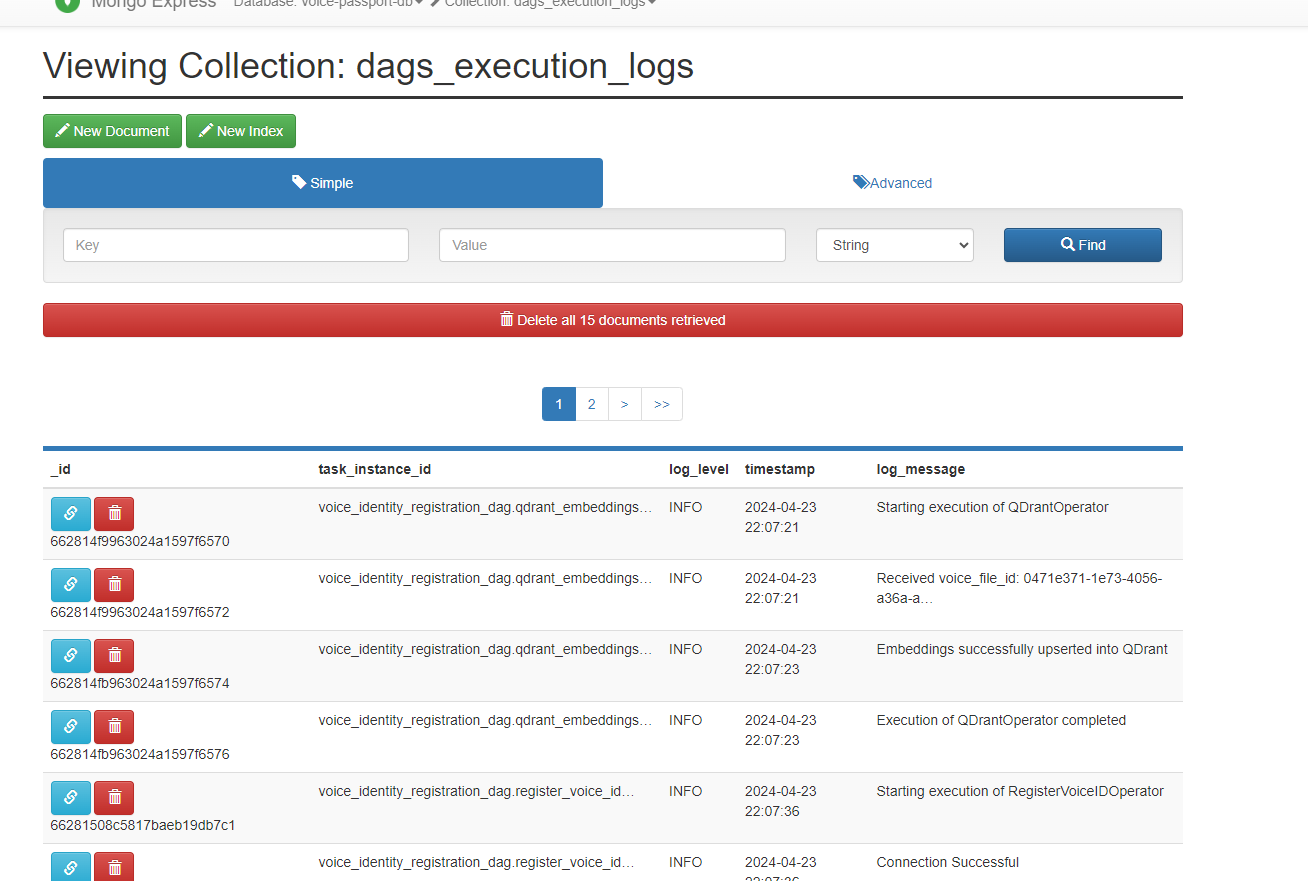 Mongo Express Database: voice-passport-db Collection: dags_execution_logs
Viewing Collection: dags_execution_logs
New Document New Index
Simple Advanced
Key Value String Find
Delete all 15 documents retrieved
1 2 > >>
_id task_instance_id log_level timestamp log_message
voice_identity_registration_dag.qdrant_embeddings… INFO 2024-04-23 Starting execution of QDrantOperator
22:07:21
662814f9963024a1597f6570
voice_identity_registration_dag.qdrant_embeddings… INFO 2024-04-23 Received voice_file_id: 0471e371-1e73-4056-
22:07:21 a36a-a…
662814f9963024a1597f6572
voice_identity_registration_dag.qdrant_embeddings… INFO 2024-04-23 Embeddings successfully upserted into QDrant
22:07:23
662814fb963024a1597f6574
voice_identity_registration_dag.qdrant_embeddings… INFO 2024-04-23 Execution of QDrantOperator completed
22:07:23
662814fb963024a1597f6576
voice_identity_registration_dag.register_voice_id… INFO 2024-04-23 Starting execution of RegisterVoiceIDOperator
22:07:36
66281508c5817baeb19db7c1
voice_identity_registration_dag.register_voice_id… INFO 2024-04-23 Connection Successful
22:07:36